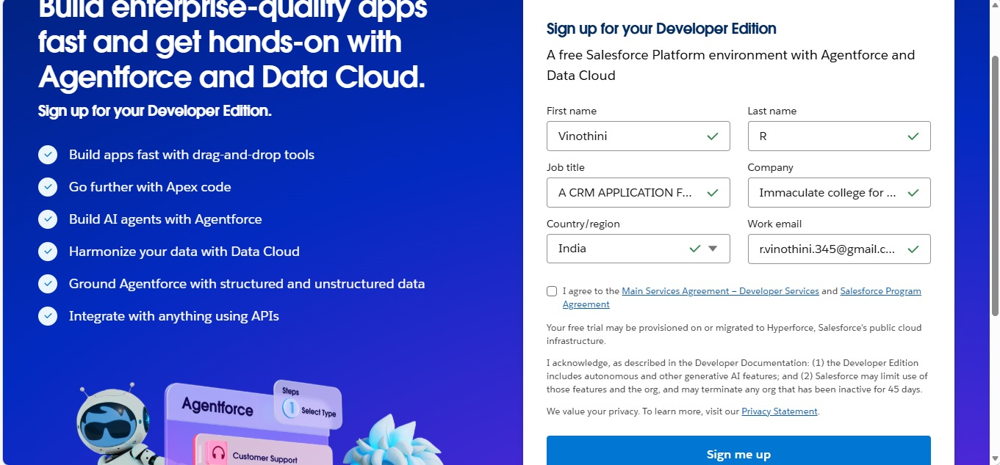 Build enterprise-quality apps
fast and get hands-on with
Agentforce and Data Cloud.
Sign up for your Developer Edition.
Build apps fast with drag-and-drop tools
Go further with Apex code
Build AI agents with Agentforce
Harmonize your data with Data Cloud
Ground Agentforce with structured and unstructured data
Integrate with anything using APIs
Agentforce
Steps
1 Select Type
Customer Support
Sign up for your Developer Edition
A free Salesforce Platform environment with Agentforce and
Data Cloud
First name
Last name
Vinothini
R
Job title
Company
A CRM APPLICATION F...
Immaculate college for ...
Country/region
Work email
India
r.vinothini.345@gmail.c...
I agree to the Main Services Agreement – Developer Services and Salesforce Program
Agreement
Your free trial may be provisioned on or migrated to Hyperforce, Salesforce's public cloud
infrastructure.
I acknowledge, as described in the Developer Documentation: (1) the Developer Edition
includes autonomous and other generative AI features; and (2) Salesforce may limit use of
those features and the org, and may terminate any org that has been inactive for 45 days.
We value your privacy. To learn more, visit our Privacy Statement.
Sign me up